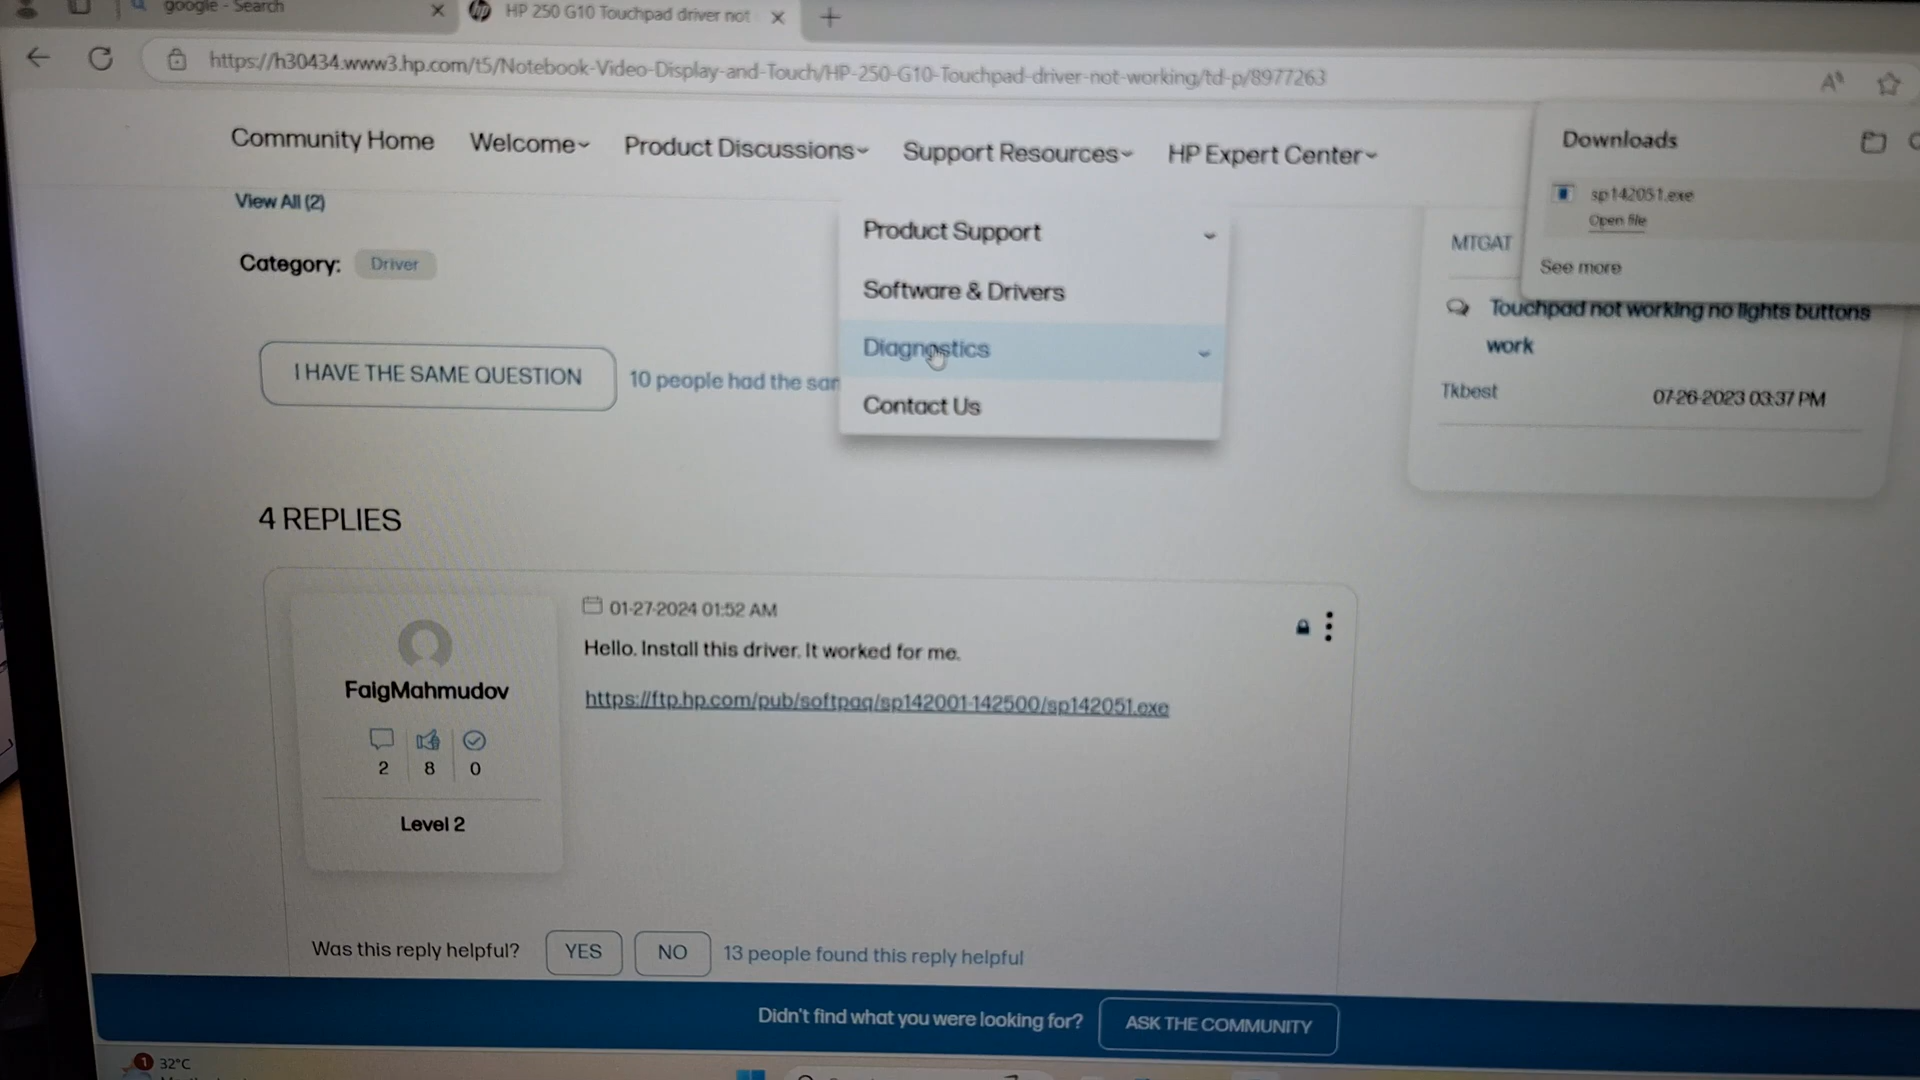 google - Search
HP 250 G10 Touchpad driver not
https://h30434.www3.hp.com/t5/Notebook-Video-Display-and-Touch/HP-250-G10-Touchpad-driver-not-working/td-p/8977263
Community Home Welcome Product Discussions Support Resources HP Expert Center
Downloads
sp142051.exe
Open file
See more
View All (2)
Category: Driver
Product Support
Software & Drivers
Diagnostics
Contact Us
MTGAT
Touchpad not working no lights buttons
work
Tkbest 07-26-2023 03:37 PM
I HAVE THE SAME QUESTION
10 people had the sam
4 REPLIES
FaigMahmudov
2 8 0
Level 2
01-27-2024 01:52 AM
Hello. Install this driver. It worked for me.
https://ftp.hp.com/pub/softpaq/sp142001-142500/sp142051.exe
Was this reply helpful? YES NO 13 people found this reply helpful
Didn't find what you were looking for? ASK THE COMMUNITY
1 32°C